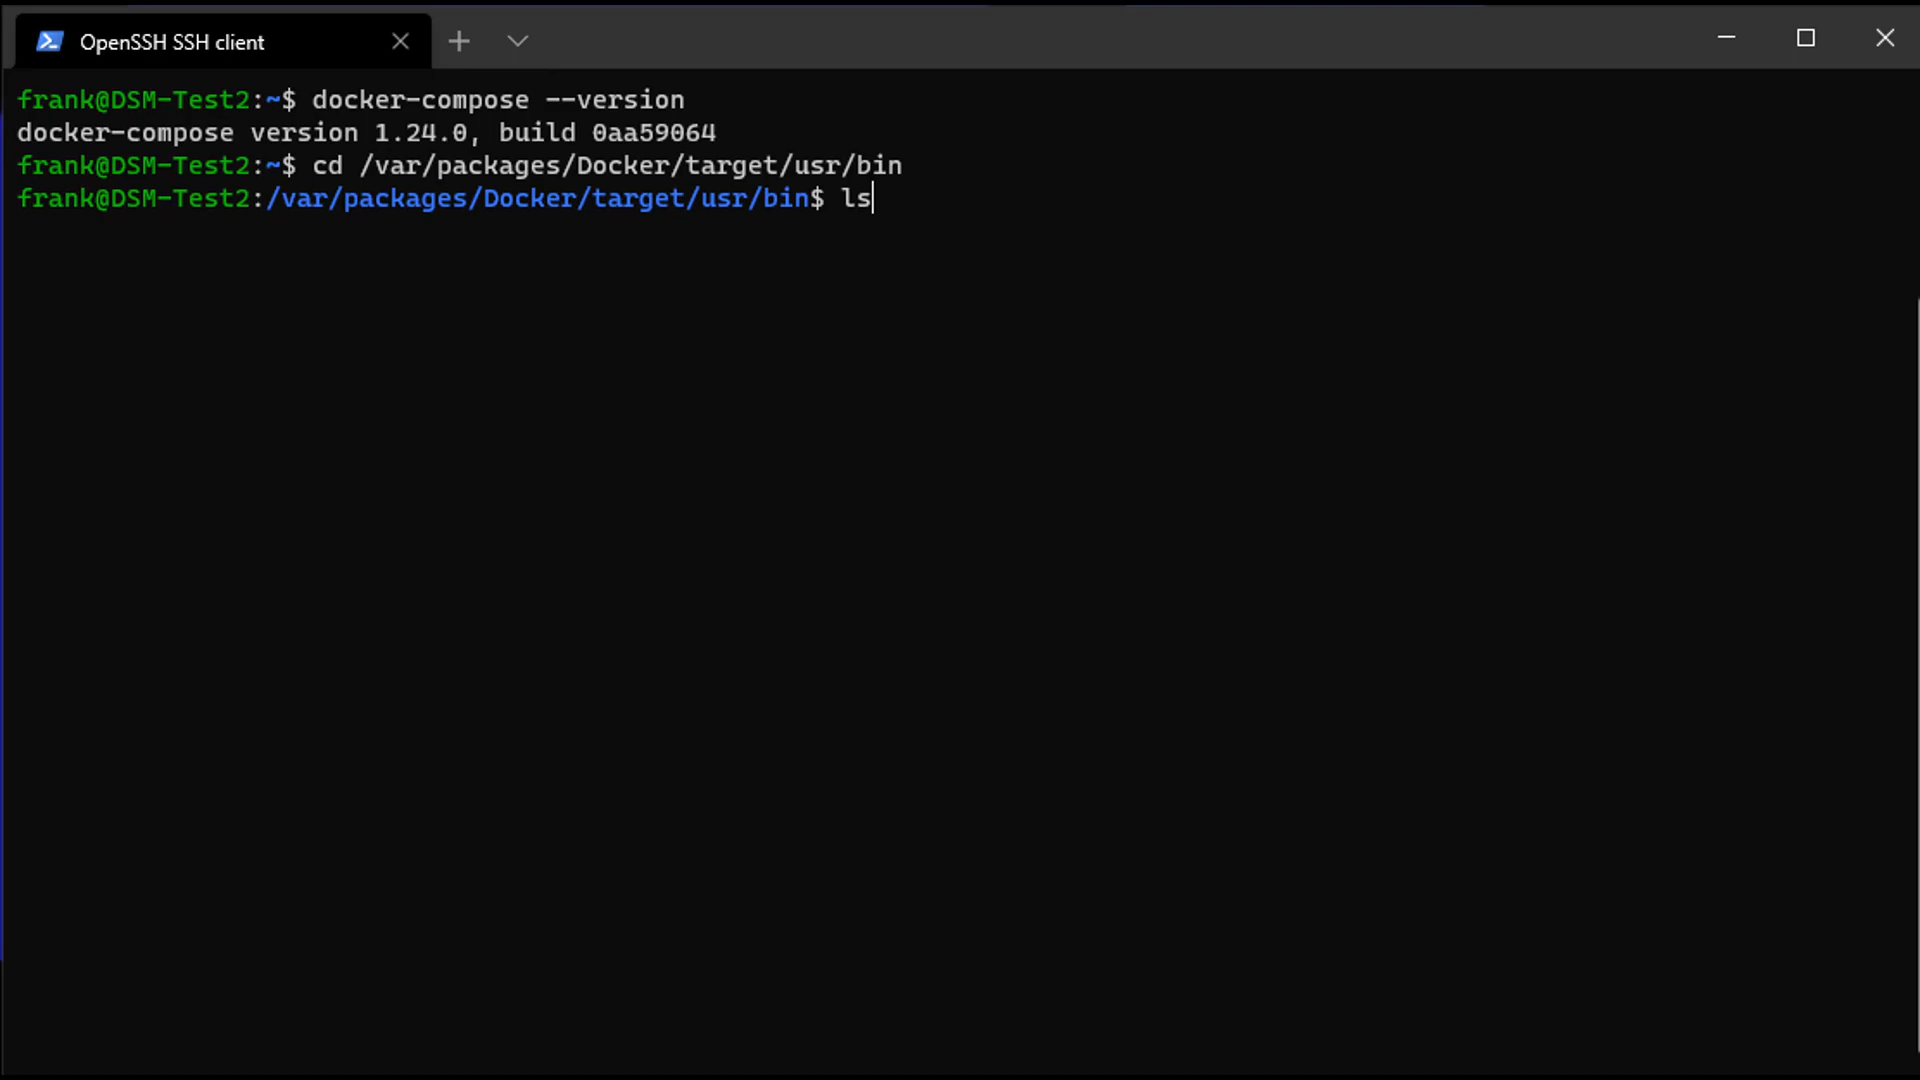 OpenSSH SSH client
frank@DSM-Test2:~$ docker-compose --version
docker-compose version 1.24.0, build 0aa59064
frank@DSM-Test2:~$ cd /var/packages/Docker/target/usr/bin
frank@DSM-Test2:/var/packages/Docker/target/usr/bin$ ls